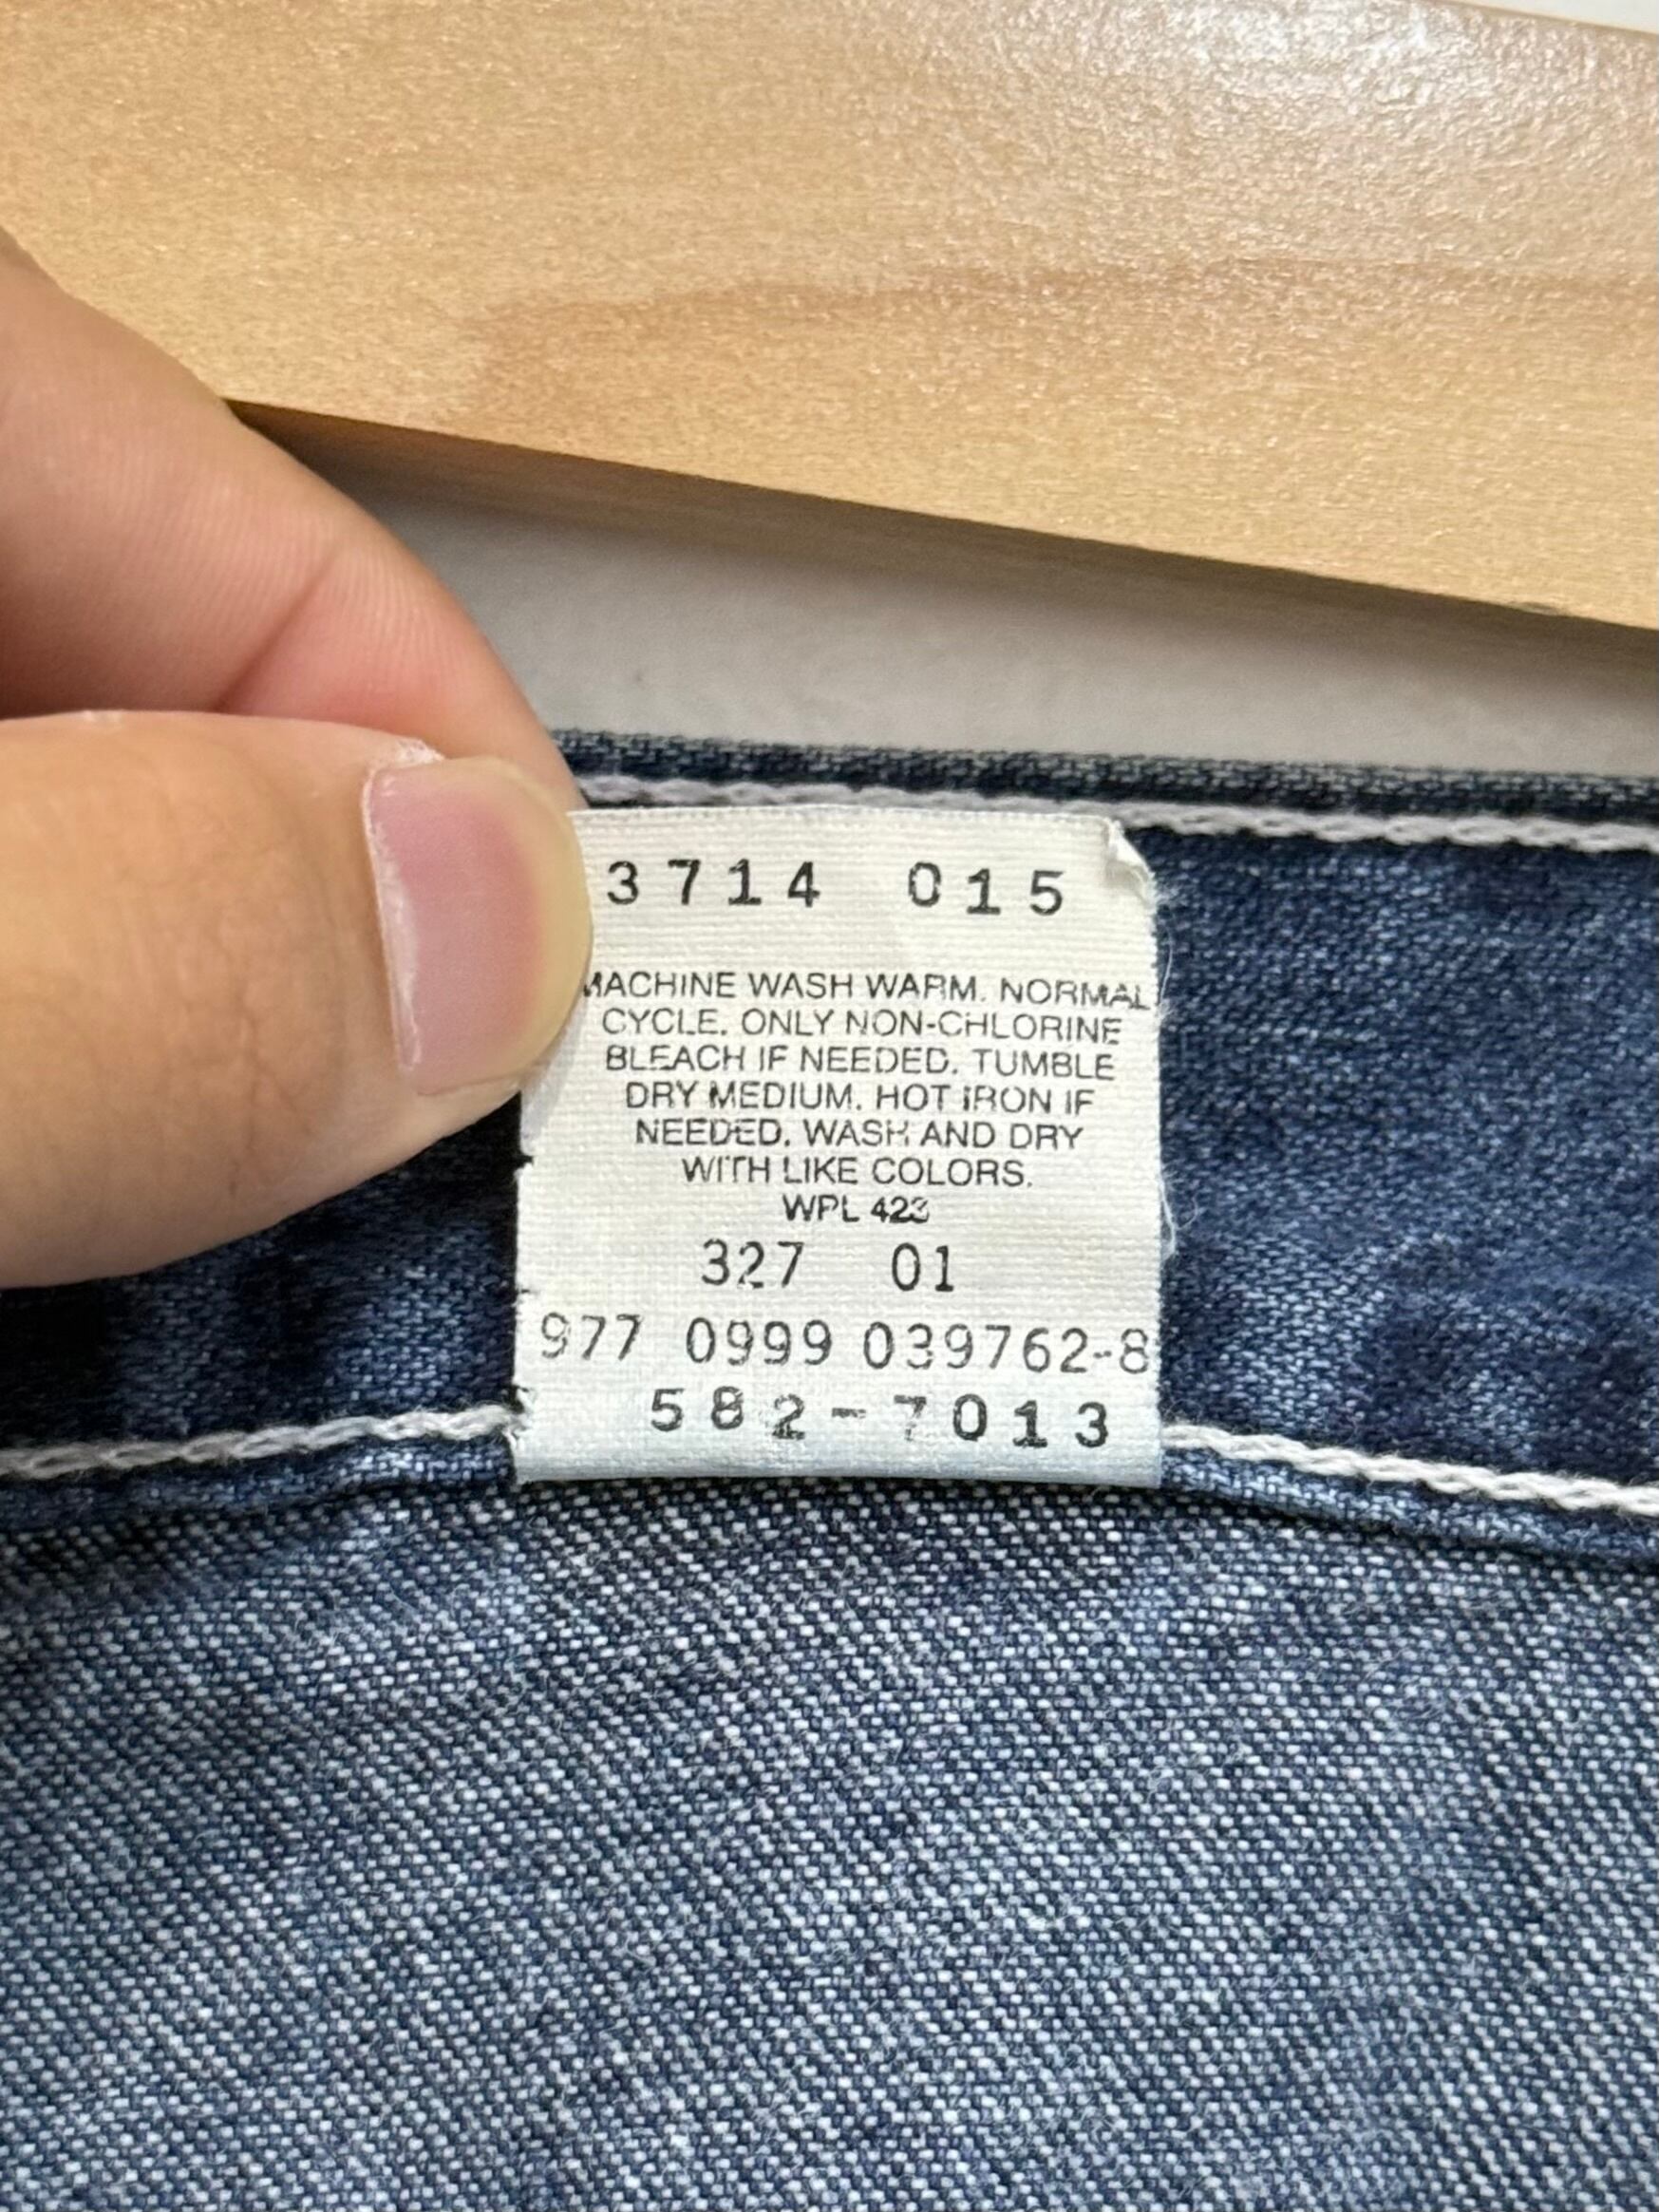 3714 015
MACHINE WASH WARM. NORMAL
CYCLE. ONLY NON-CHLORINE
BLEACH IF NEEDED. TUMBLE
DRY MEDIUM. HOT IRON IF
NEEDED. WASH AND DRY
WITH LIKE COLORS.
WPL 423
327 01
977 0999 039762-8
582-7013